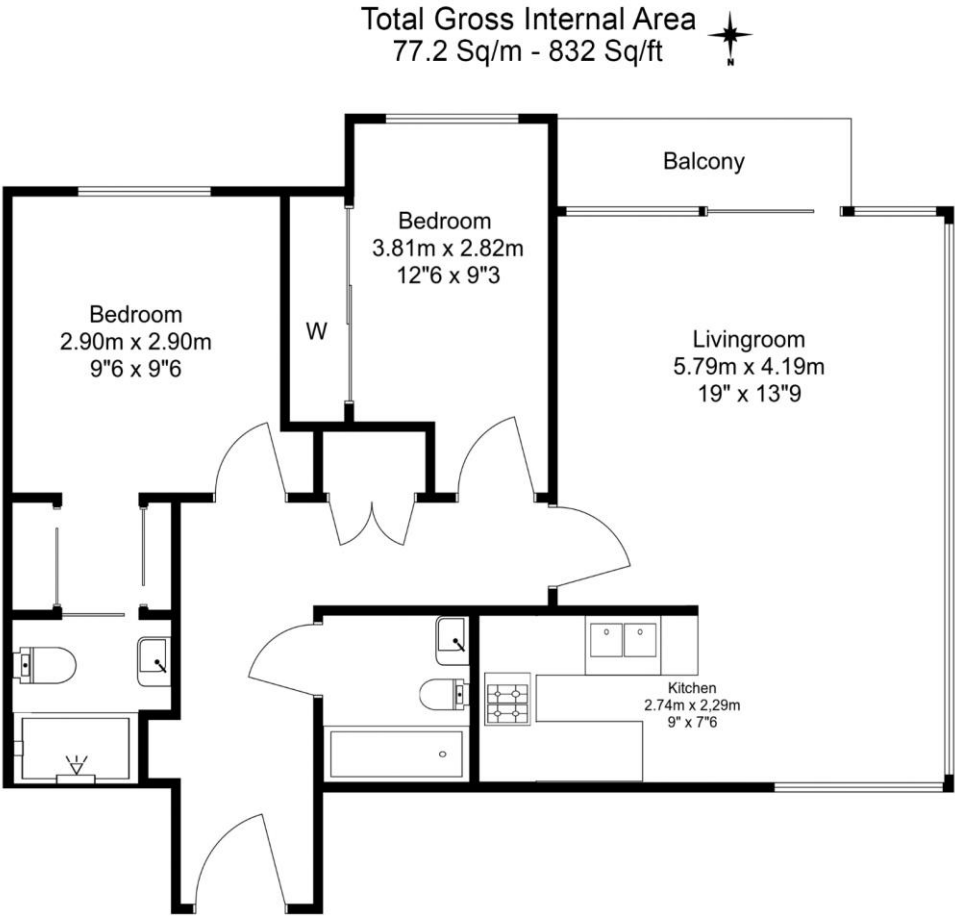 Total Gross Internal Area
77.2 Sq/m - 832 Sq/ft
N
Balcony
Bedroom
3.81m x 2.82m
12"6 x 9"3
Bedroom
2.90m x 2.90m
9"6 x 9"6
W
Livingroom
5.79m x 4.19m
19" x 13"9
Kitchen
2.74m x 2,29m
9" x 7"6